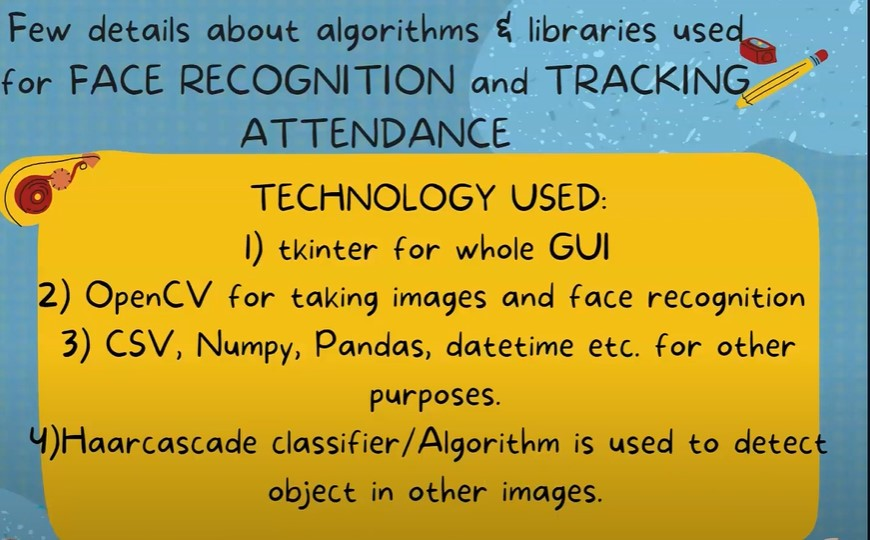 Few details about algorithms & libraries used
for FACE RECOGNITION and TRACKING
ATTENDANCE
TECHNOLOGY USED:
1) tkinter for whole GUI
2) OpenCV for taking images and face recognition
3) CSV, Numpy, Pandas, datetime etc. for other
purposes.
4)Haarcascade classifier/Algorithm is used to detect
object in other images.